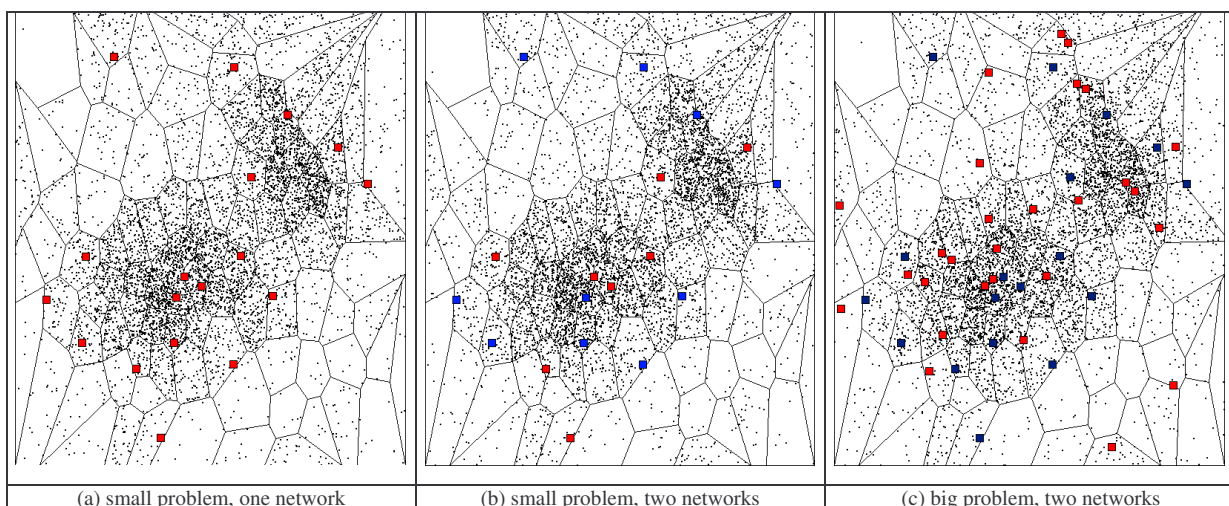 (a) small problem, one network
(b) small problem, two networks
(c) big problem, two networks